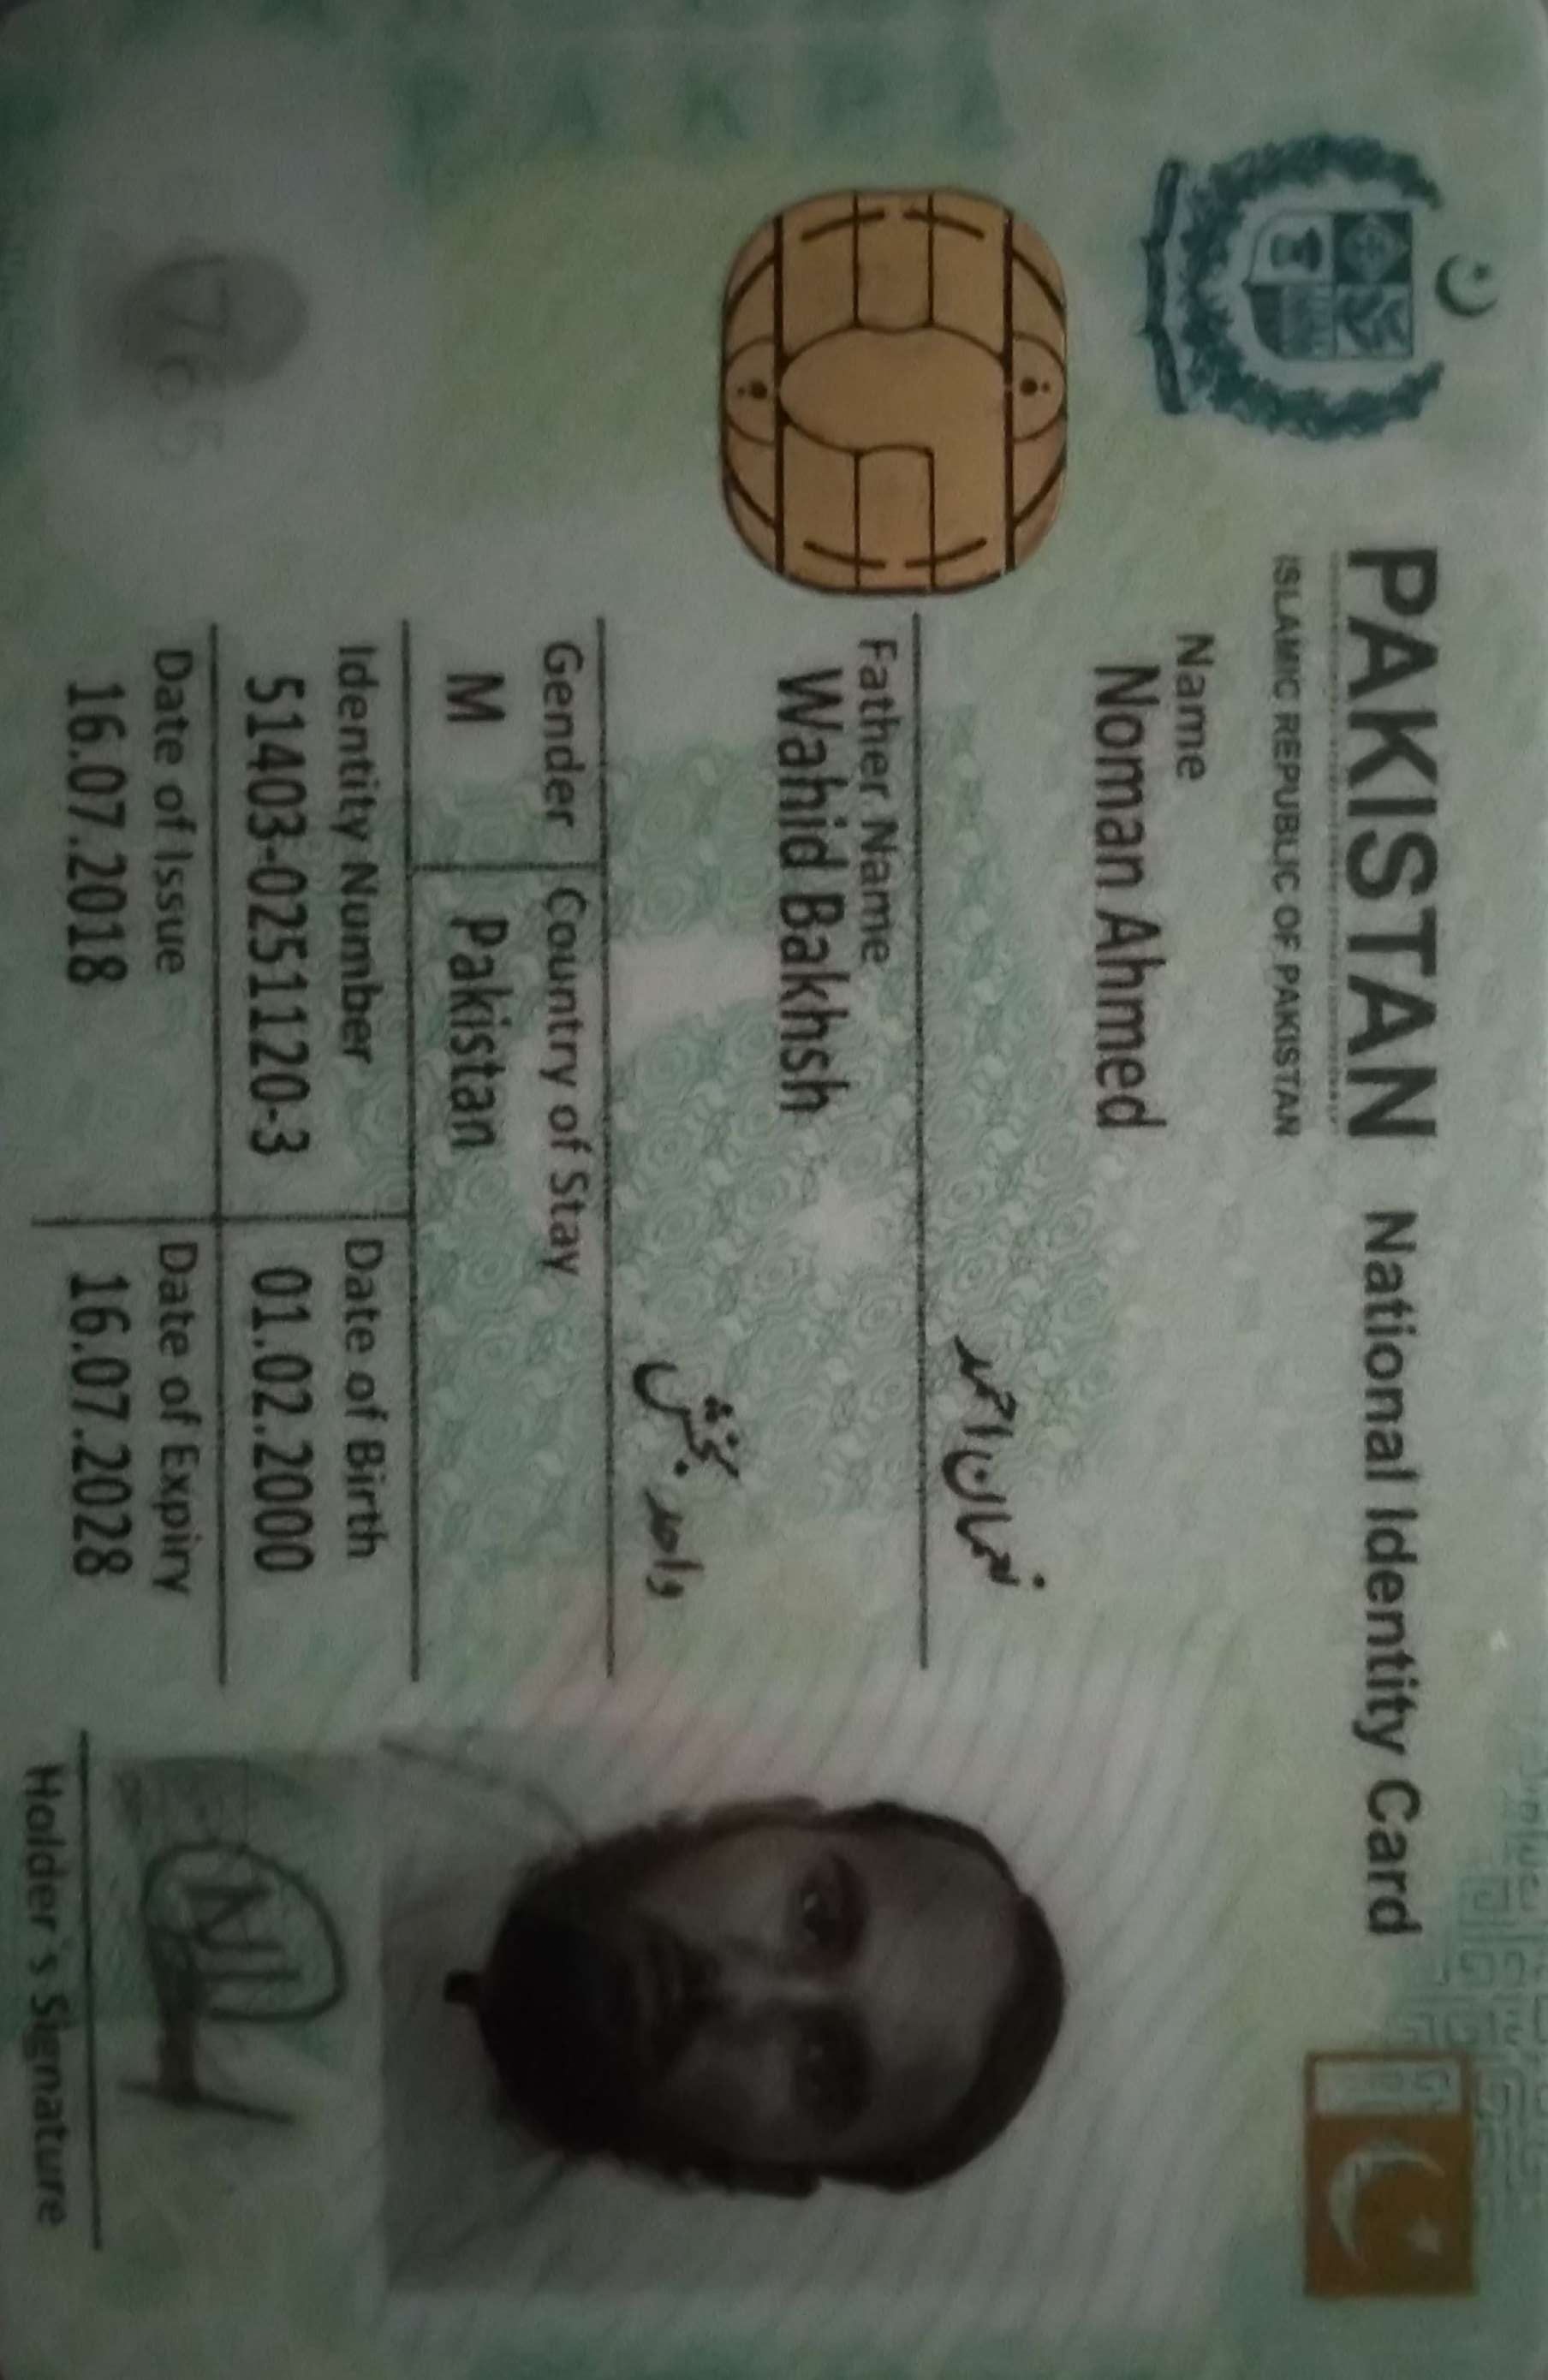 PAKISTAN National Identity Card
ISLAMIC REPUBLIC OF PAKISTAN
Name
Noman Ahmed
نعمان احمد
Father Name
Wahid Bakhsh
واحد بخش
Gender Country of Stay
M Pakistan
Identity Number Date of Birth
51403-0251120-3 01.02.2000
Date of Issue Date of Expiry
16.07.2018 16.07.2028
Holder's Signature